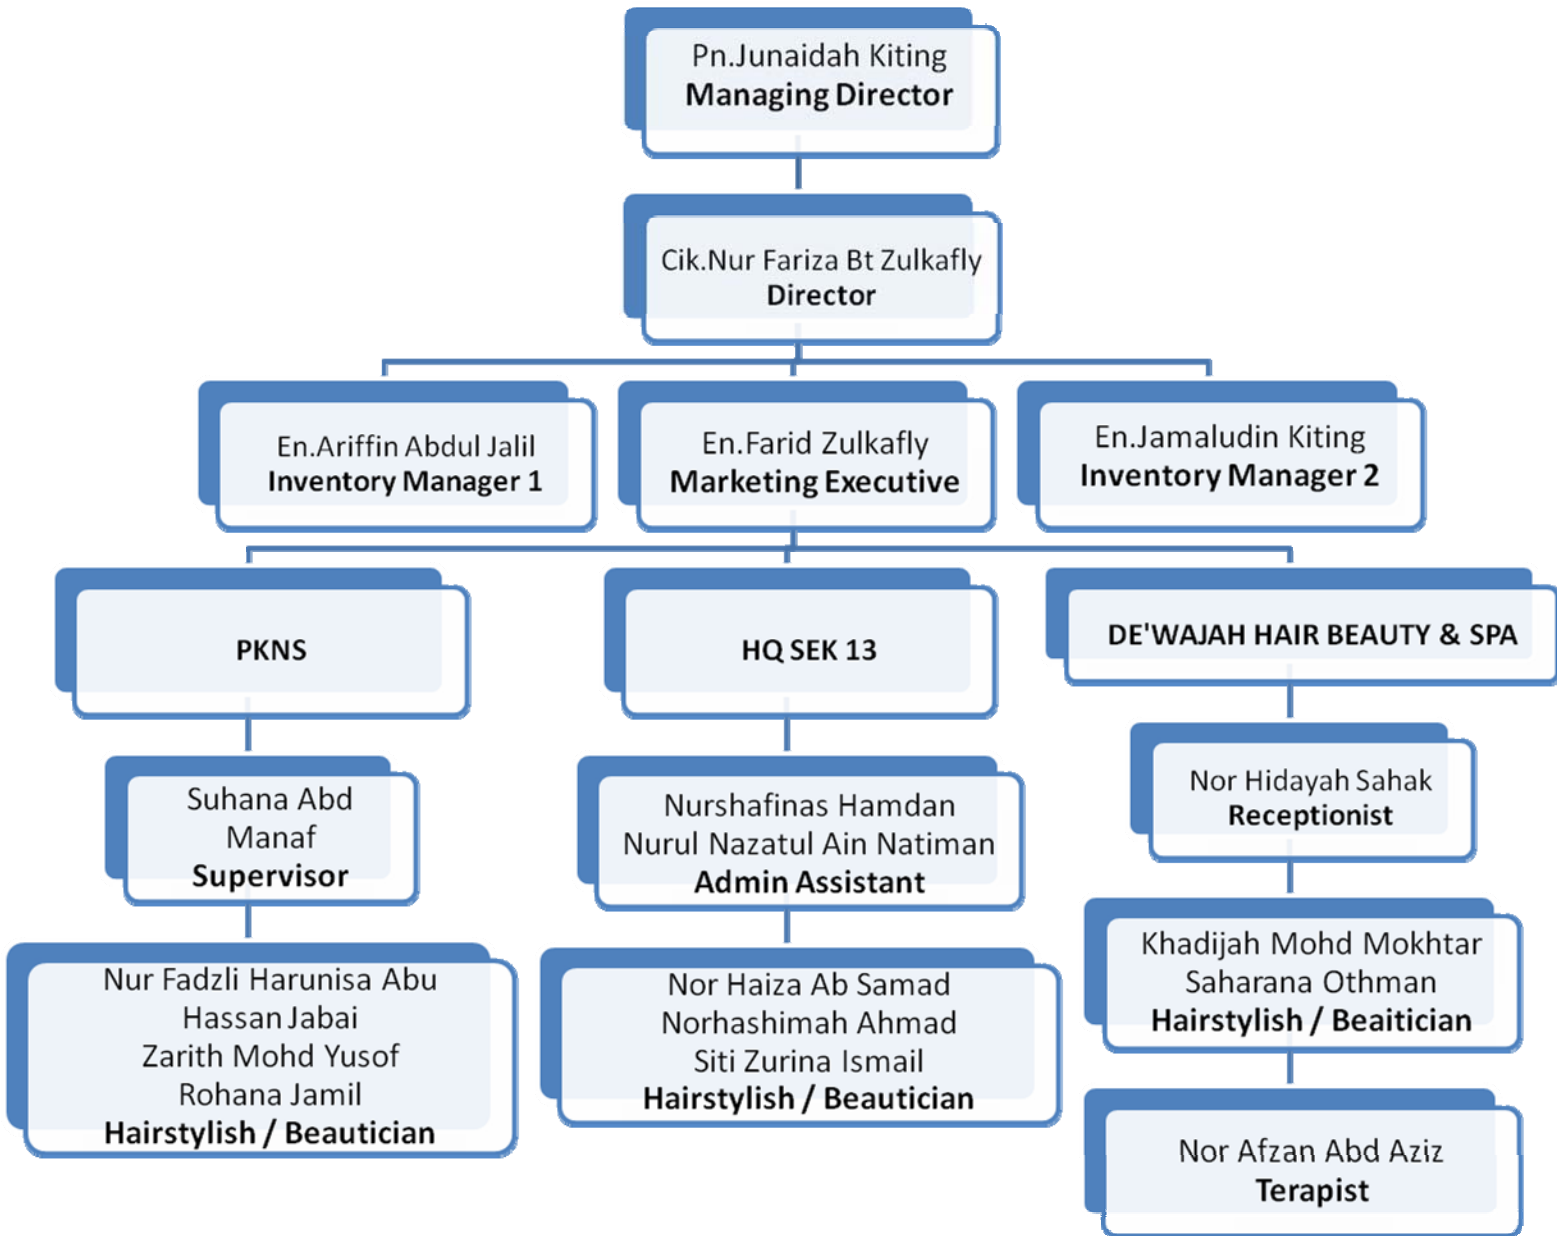 Pn.Junaidah Kiting
Managing Director
Cik.Nur Fariza Bt Zulkafly
Director
En.Ariffin Abdul Jalil
Inventory Manager 1
En.Farid Zulkafly
Marketing Executive
En.Jamaludin Kiting
Inventory Manager 2
PKNS
HQ SEK 13
DE'WAJAH HAIR BEAUTY & SPA
Suhana Abd
Manaf
Supervisor
Nurshafinas Hamdan
Nurul Nazatul Ain Natiman
Admin Assistant
Nor Hidayah Sahak
Receptionist
Nur Fadzli Harunisa Abu
Hassan Jabai
Zarith Mohd Yusof
Rohana Jamil
Hairstylish / Beautician
Nor Haiza Ab Samad
Norhashimah Ahmad
Siti Zurina Ismail
Hairstylish / Beautician
Khadijah Mohd Mokhtar
Saharana Othman
Hairstylish / Beaitician
Nor Afzan Abd Aziz
Terapist